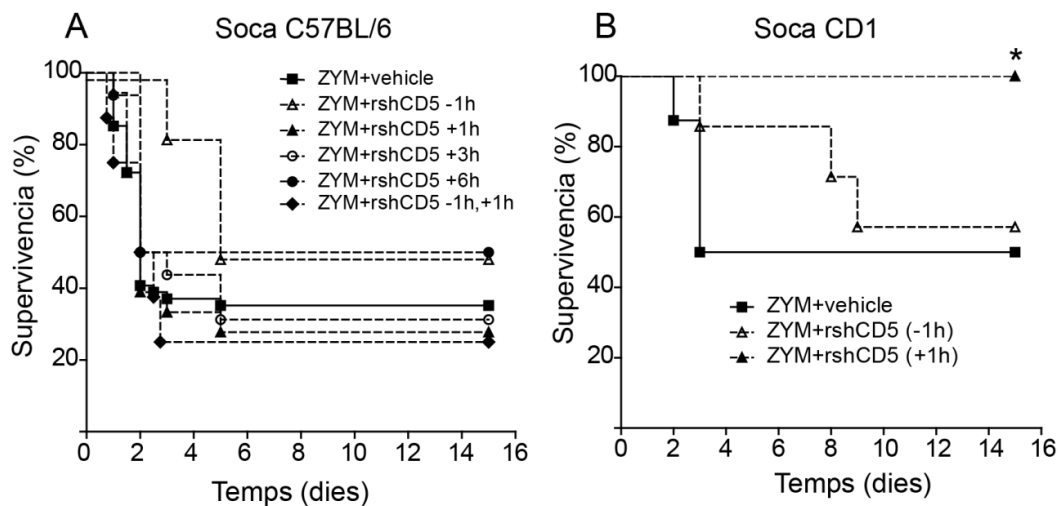 A
Soca C57BL/6
Supervivencia (%)
100
80
60
40
20
0 2 4 6 8 10 12 14 16
Temps (dies)
ZYM+vehicle
ZYM+rshCD5 -1h
ZYM+rshCD5 +1h
ZYM+rshCD5 +3h
ZYM+rshCD5 +6h
ZYM+rshCD5 -1h,+1h
B
Soca CD1
*
Supervivencia (%)
100
80
60
40
20
0 2 4 6 8 10 12 14 16
Temps (dies)
ZYM+vehicle
ZYM+rshCD5 (-1h)
ZYM+rshCD5 (+1h)